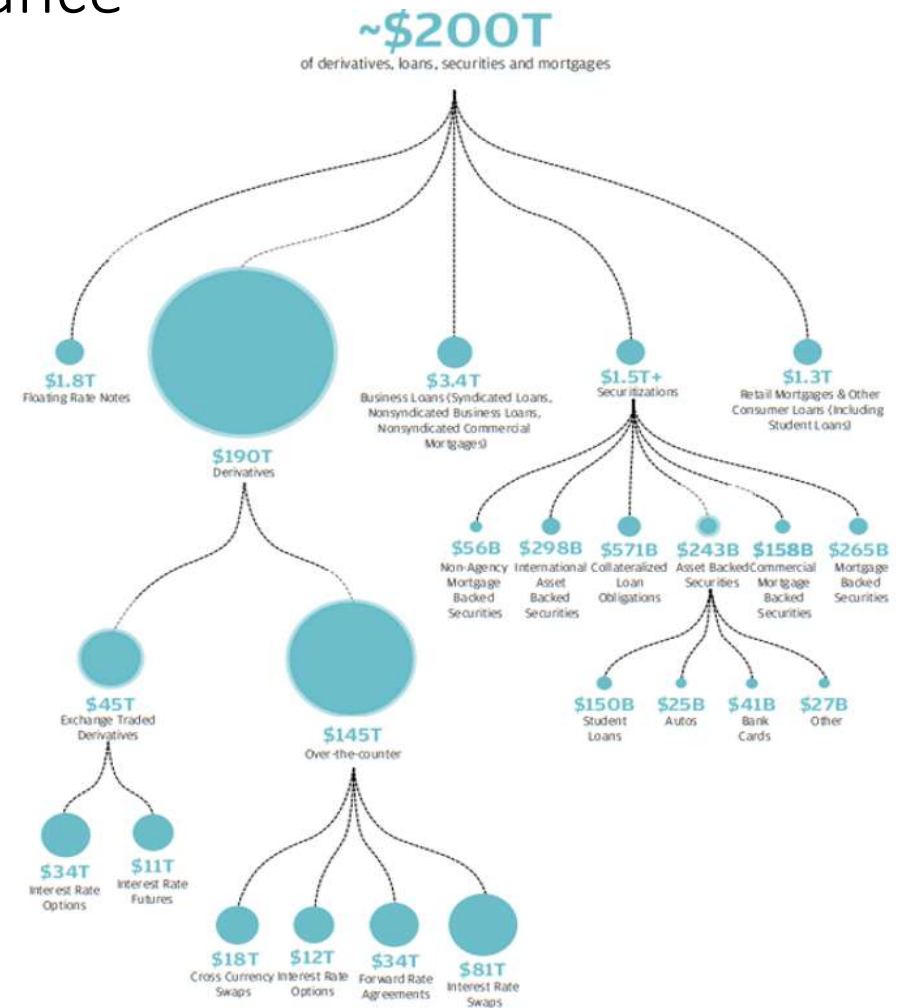 ~$200T
of derivatives, loans, securities and mortgages
$1.8T
Floating Rate Notes
$190T
Derivatives
$3.4T
Business Loans (Syndicated Loans,
Nonsyndicated Business Loans,
Nonsyndicated Commercial
Mortgages)
$1.5T+
Securitizations
$1.3T
Retail Mortgages & Other
Consumer Loans (Including
Student Loans)
$56B
Non-Agency
Mortgage
Backed
Securities
$298B
International
Asset
Backed
Securities
$571B
Collateralized
Loan
Obligations
$243B
Asset Backed
Securities
$158B
Commercial
Mortgage
Backed
Securities
$265B
Mortgage
Backed
Securities
$150B
Student
Loans
$25B
Autos
$41B
Bank
Cards
$27B
Other
$45T
Exchange Traded
Derivatives
$145T
Over-the-counter
$34T
Interest Rate
Options
$11T
Interest Rate
Futures
$18T
Cross Currency
Swaps
$12T
Interest Rate
Options
$34T
Forward Rate
Agreements
$81T
Interest Rate
Swaps